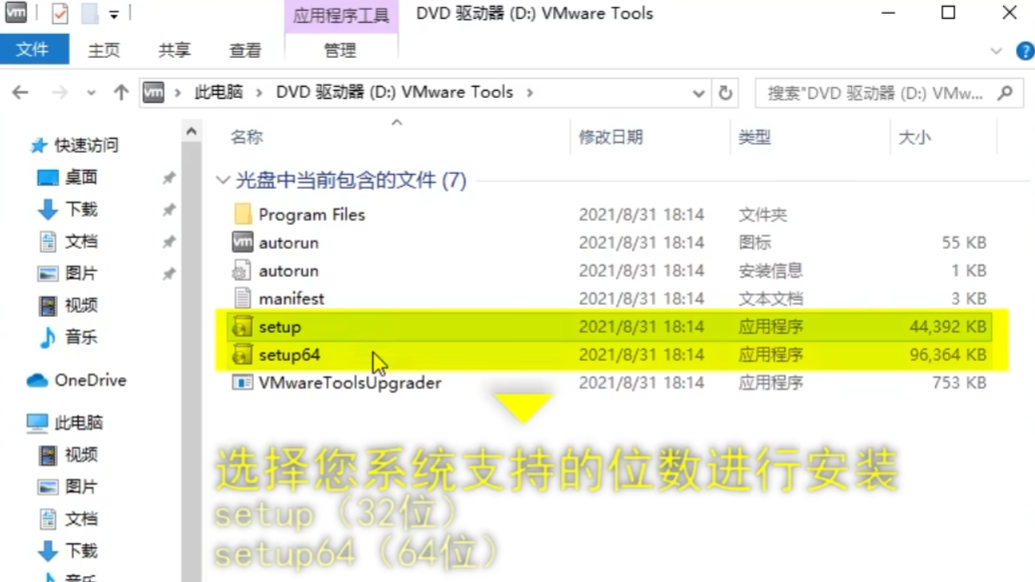 vm 应用程序工具 DVD 驱动器 (D:) VMware Tools
文件 主页 共享 查看 管理
vm 此电脑 DVD 驱动器 (D:) VMware Tools 搜索"DVD 驱动器 (D:) VMw...
名称 修改日期 类型 大小
快速访问
桌面
下载
文档
图片
视频
音乐
OneDrive
此电脑
视频
图片
文档
下载
音乐
光盘中当前包含的文件 (7)
Program Files 2021/8/31 18:14 文件夹
vm autorun 2021/8/31 18:14 图标 55 KB
autorun 2021/8/31 18:14 安装信息 1 KB
manifest 2021/8/31 18:14 文本文档 3 KB
setup 2021/8/31 18:14 应用程序 44,392 KB
setup64 2021/8/31 18:14 应用程序 96,364 KB
VMwareToolsUpgrader 2021/8/31 18:14 应用程序 753 KB
选择您系统支持的位数进行安装
setup（32位）
setup64（64位）